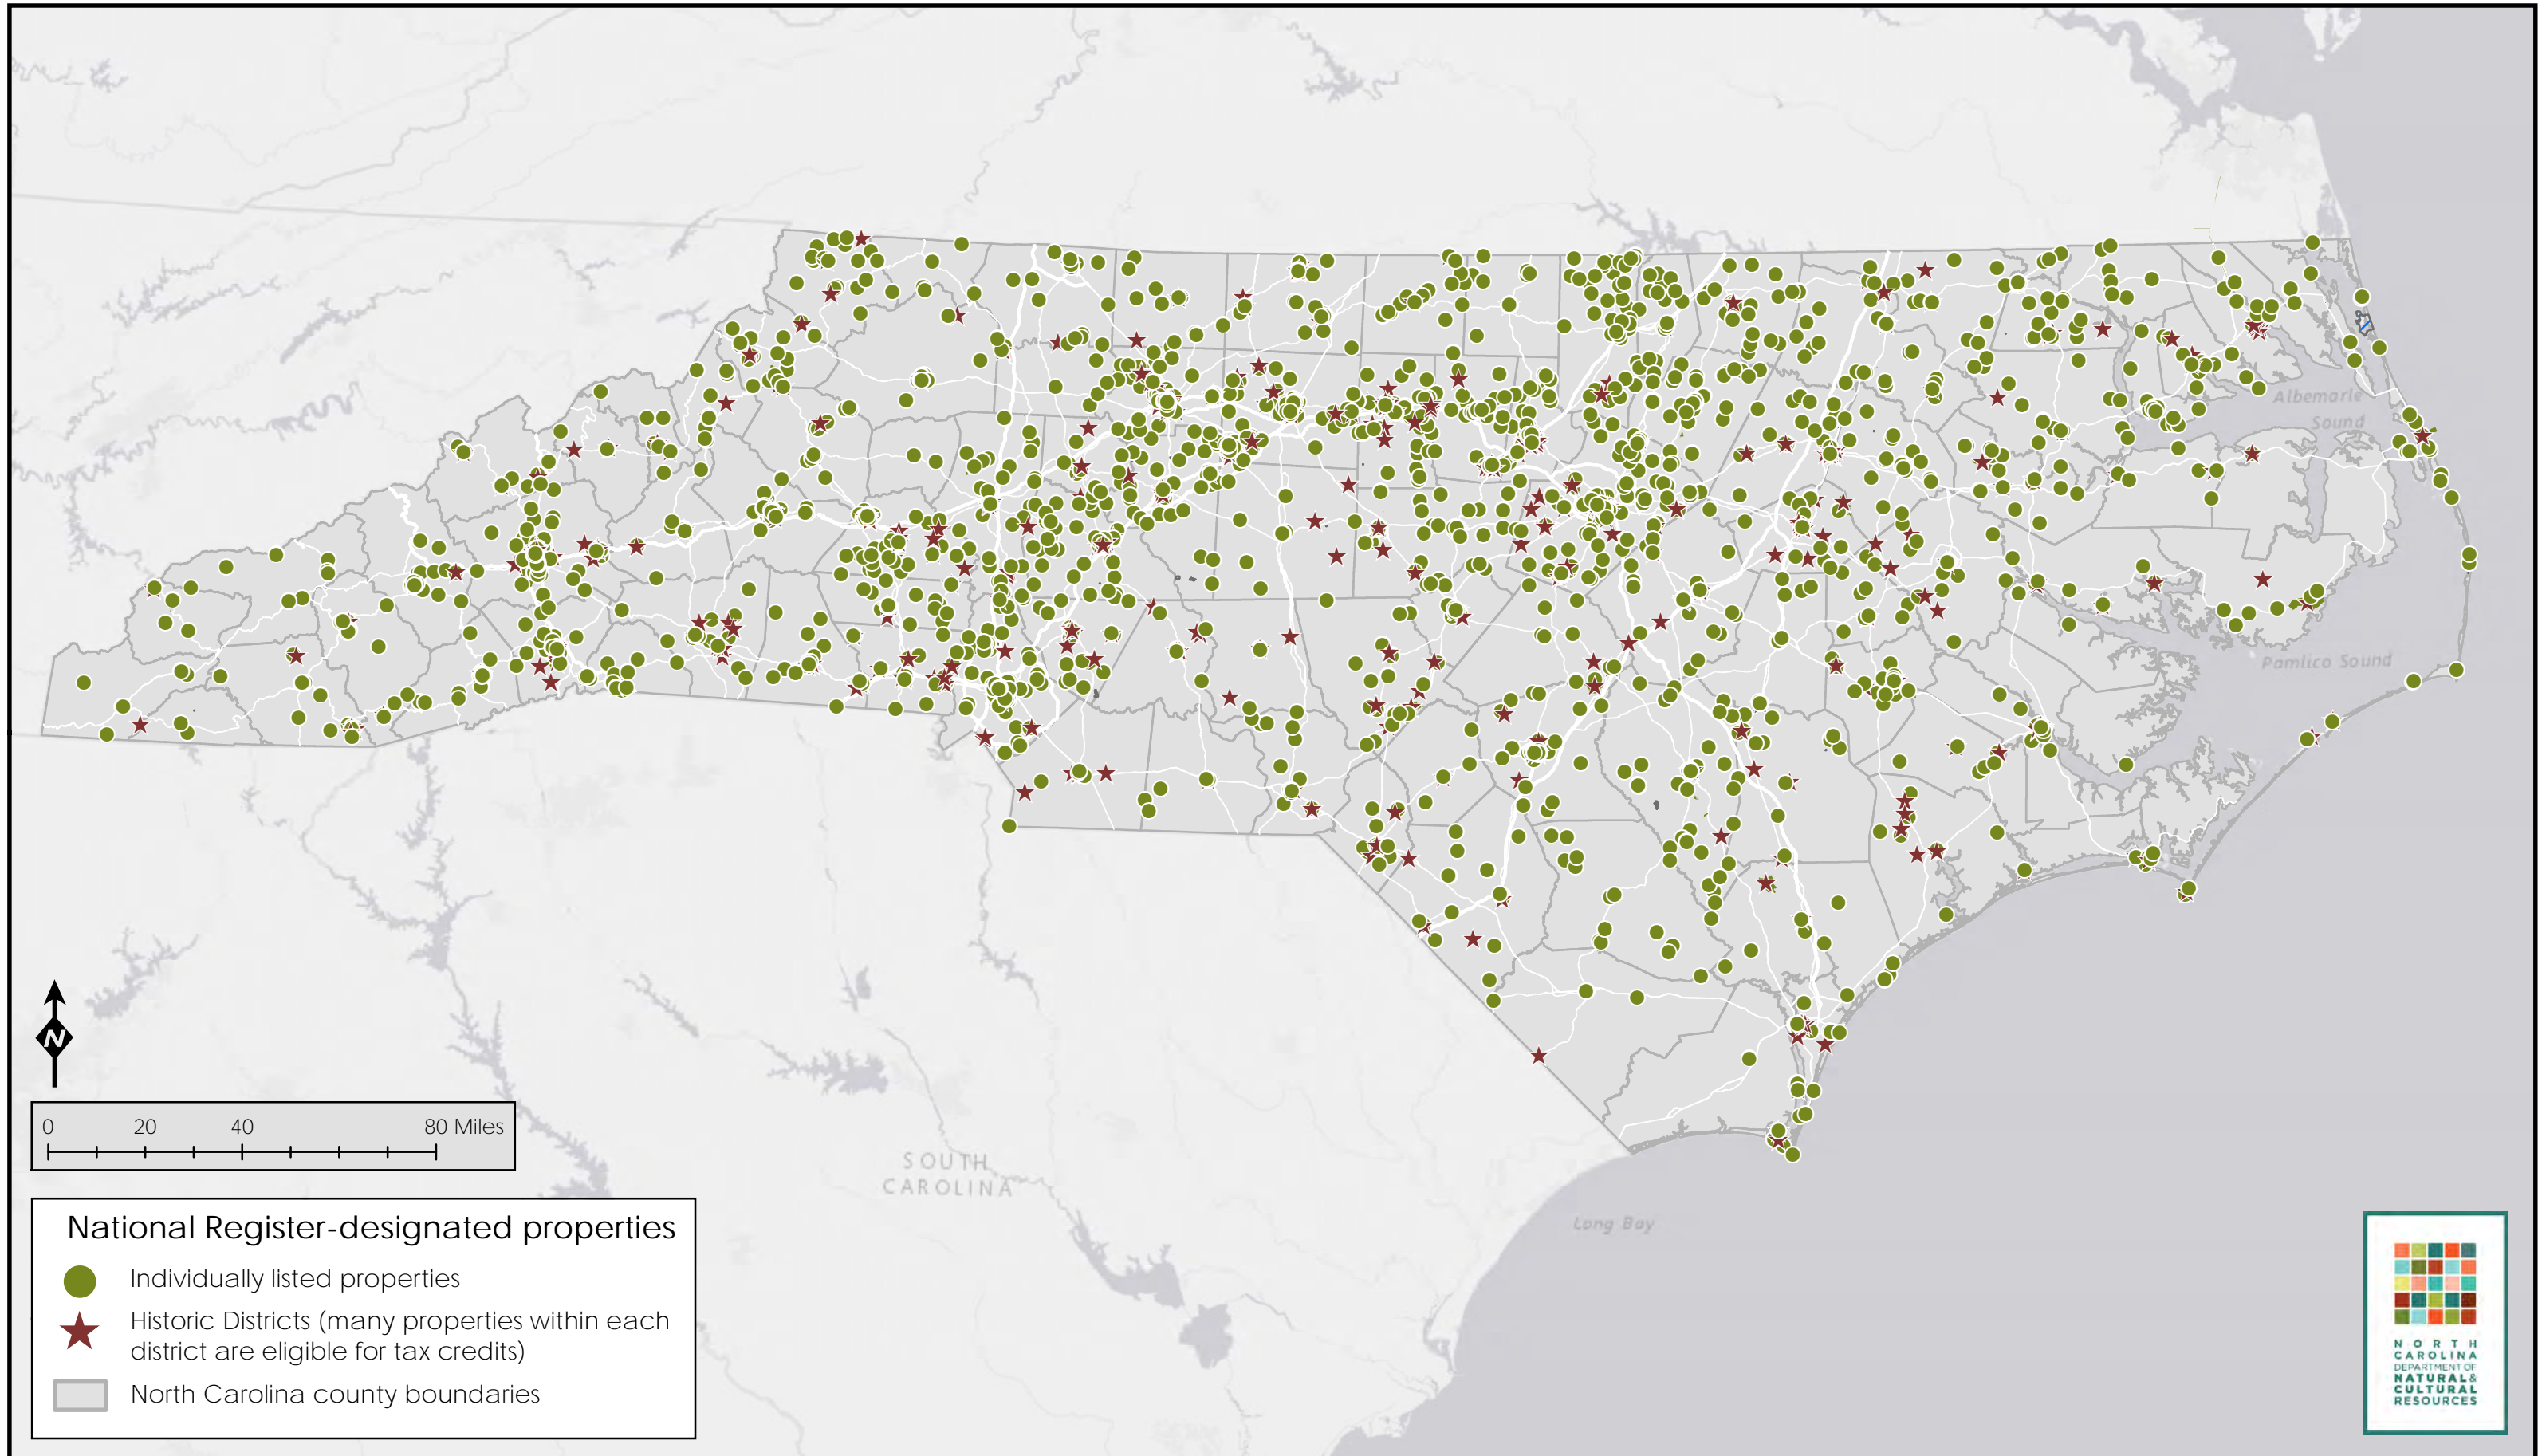 Albemarle
Sound
Pamlico Sound
N
0 20 40 80 Miles
SOUTH
CAROLINA
Long Bay
National Register-designated properties
Individually listed properties
Historic Districts (many properties within each
district are eligible for tax credits)
North Carolina county boundaries
NORTH
CAROLINA
DEPARTMENT OF
NATURAL &
CULTURAL
RESOURCES